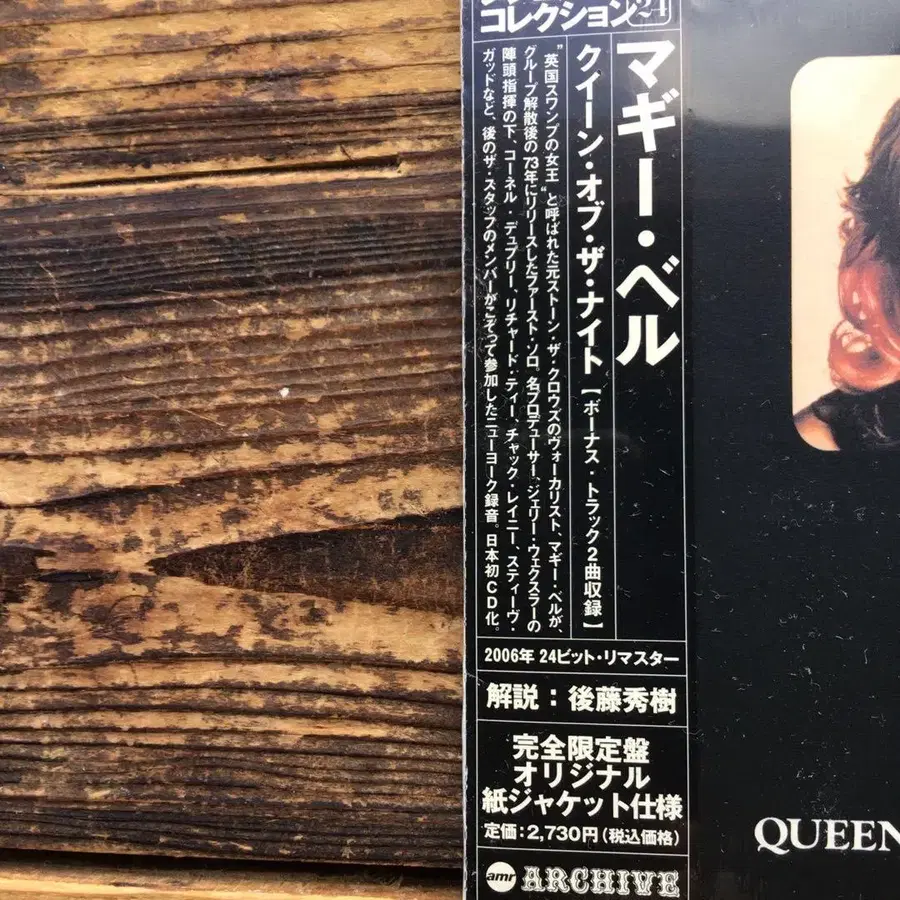 コレクション 24
マギー・ベル
クイーン・オブ・ザ・ナイト [ボーナス・トラック2曲収録]
"英国スワンプの女王"と呼ばれた元ストーン・ザ・クロウズのヴォーカリスト、マギー・ベルが、
グループ解散後の73年にリリースしたファースト・ソロ。名プロデューサー、ジェリー・ウェクスラーの
陣頭指揮の下、コーネル・デュプリー、リチャード・ティー、チャック・レイニー、スティーヴ・
ガッドなど、後のザ・スタッフのメンバーがこぞって参加したニューヨーク録音。日本初CD化。
2006年 24ビット・リマスター
解説：後藤秀樹
完全限定盤
オリジナル
紙ジャケット仕様
定価：2,730円（税込価格）
amr ARCHIVE
QUEEN